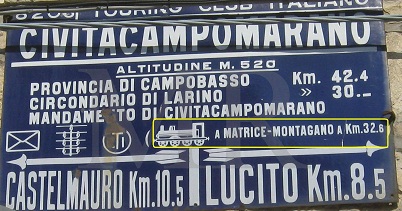 TOURING CLUB ITALIANO
CIVITACAMPOMARANO
ALTITUDINE M. 520
PROVINCIA DI CAMPOBASSO Km. 42.4
CIRCONDARIO DI LARINO » 30.—
MANDAMENTO DI CIVITACAMPOMARANO
A MATRICE-MONTAGANO A Km.32.6
CASTELMAURO Km.10.5 LUCITO Km.8.5